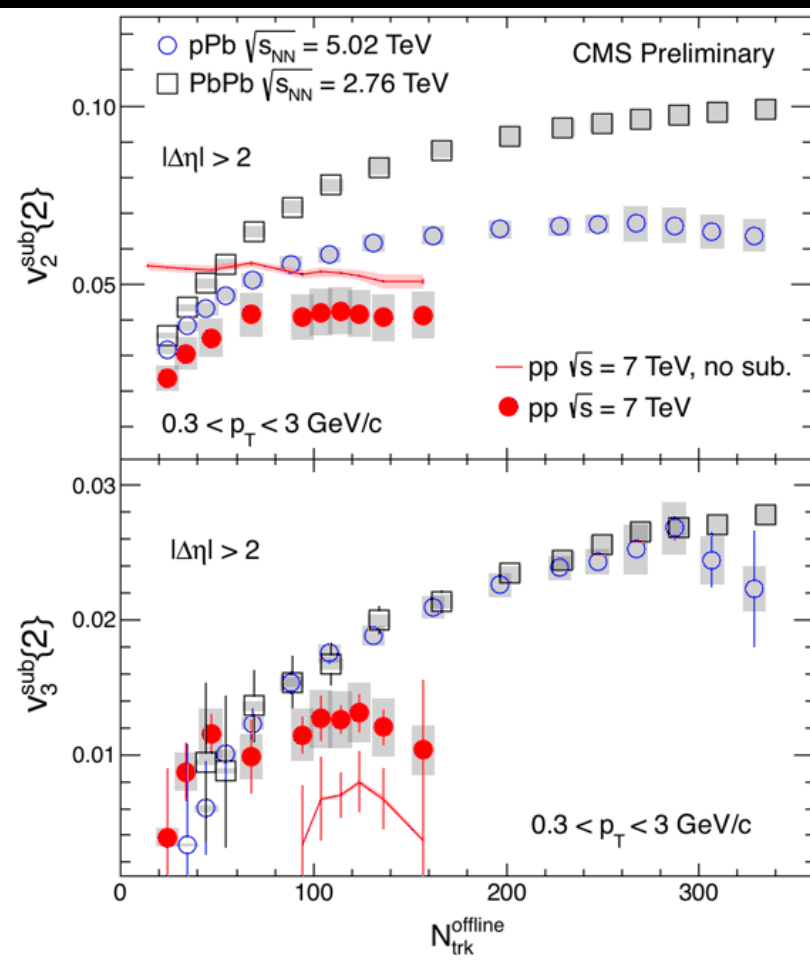 pPb √s_NN = 5.02 TeV
PbPb √s_NN = 2.76 TeV
CMS Preliminary
|Δη| > 2
0.10
0.05
v_2^sub{2}
pp √s = 7 TeV, no sub.
pp √s = 7 TeV
0.3 < p_T < 3 GeV/c
0.03
|Δη| > 2
0.02
v_3^sub{2}
0.01
0.3 < p_T < 3 GeV/c
0 100 200 300
N_trk^offline